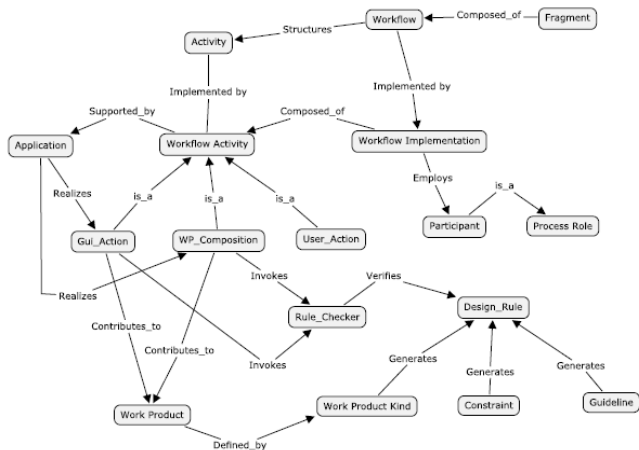 Workflow
Composed_of
Fragment
Structures
Activity
Implemented by
Implemented by
Supported_by
Composed_of
Application
Workflow Activity
Workflow Implementation
Realizes
is_a
is_a
is_a
Employs
is_a
Gui_Action
WP_Composition
User_Action
Participant
Process Role
Realizes
Invokes
Verifies
Rule_Checker
Design_Rule
Contributes_to
Contributes_to
Invokes
Generates
Generates
Generates
Work Product
Work Product Kind
Constraint
Guideline
Defined_by